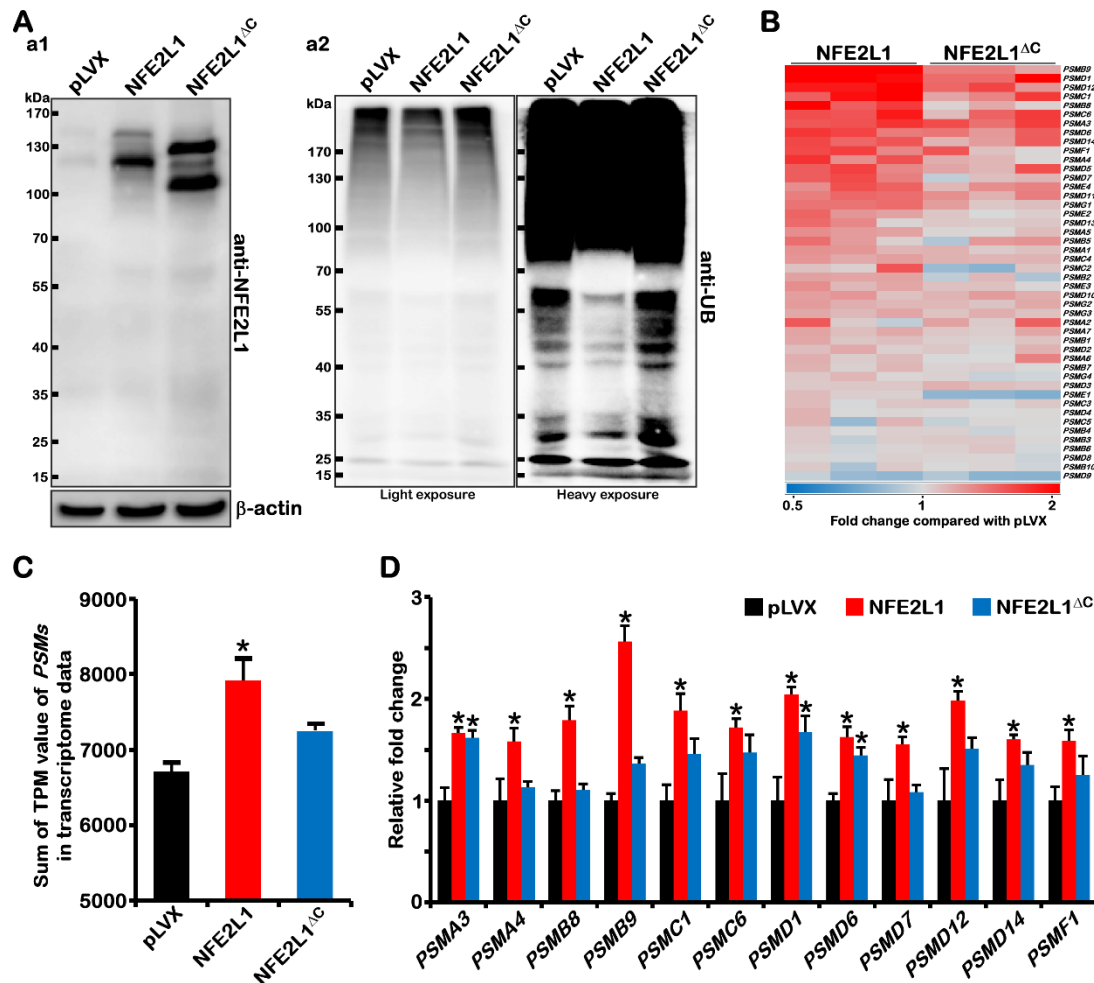 A
a1
pLVX
NFE2L1
NFE2L1ΔC
kDa
170
130
100
70
55
40
35
25
15
anti-NFE2L1
β-actin
a2
pLVX
NFE2L1
NFE2L1ΔC
pLVX
NFE2L1
NFE2L1ΔC
kDa
170
130
100
70
55
40
35
25
15
anti-UB
Light exposure
Heavy exposure
B
NFE2L1
NFE2L1ΔC
PSMB9
PSMD1
PSMD12
PSMC1
PSMB8
PSMC6
PSMA3
PSMD6
PSMD14
PSMF1
PSMA4
PSMD5
PSMD7
PSME4
PSMD11
PSMG1
PSME2
PSMD13
PSMA5
PSMB5
PSMA1
PSMC4
PSMC2
PSMB2
PSME3
PSMD10
PSMG2
PSMG3
PSMA2
PSMA7
PSMB1
PSMD2
PSMA6
PSMB7
PSMG4
PSMD3
PSME1
PSMC3
PSMD4
PSMC5
PSMB4
PSMB3
PSMB6
PSMD8
PSMB10
PSMD9
0.5
1
2
Fold change compared with pLVX
C
Sum of TPM value of PSMs
in transcriptome data
9000
8000
7000
6000
5000
*
pLVX
NFE2L1
NFE2L1ΔC
D
Relative fold change
3
2
1
0
pLVX
NFE2L1
NFE2L1ΔC
* * * * * * * * * * * * * * *
PSMA3
PSMA4
PSMB8
PSMB9
PSMC1
PSMC6
PSMD1
PSMD6
PSMD7
PSMD12
PSMD14
PSMF1